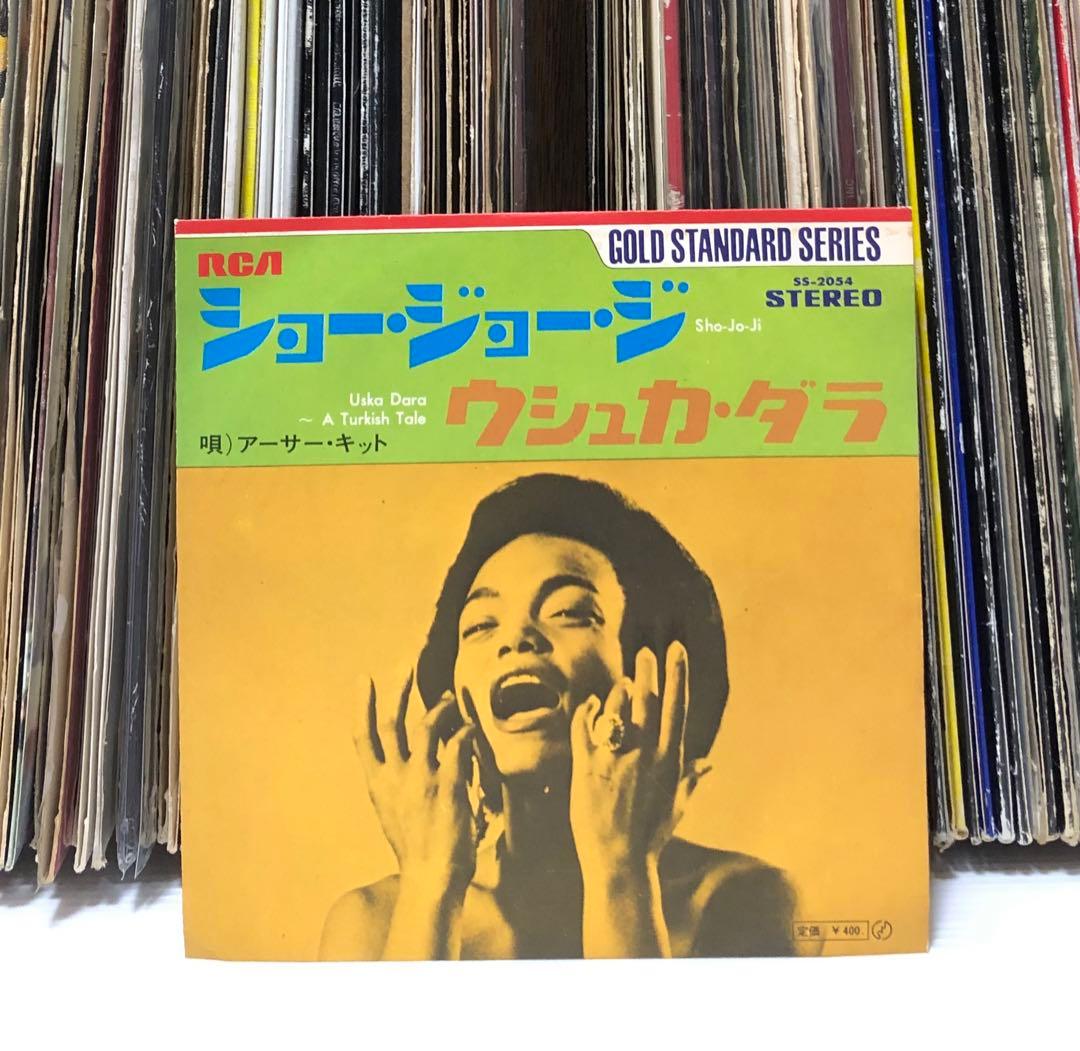 GOLD STANDARD SERIES
RCA
SS-2054
STEREO
ショー・ジョー・ジ
Sho-Jo-Ji
Uska Dara
~ A Turkish Tale
ウシュカ・ダラ
唄)アーサー・キット
定価 ¥400.